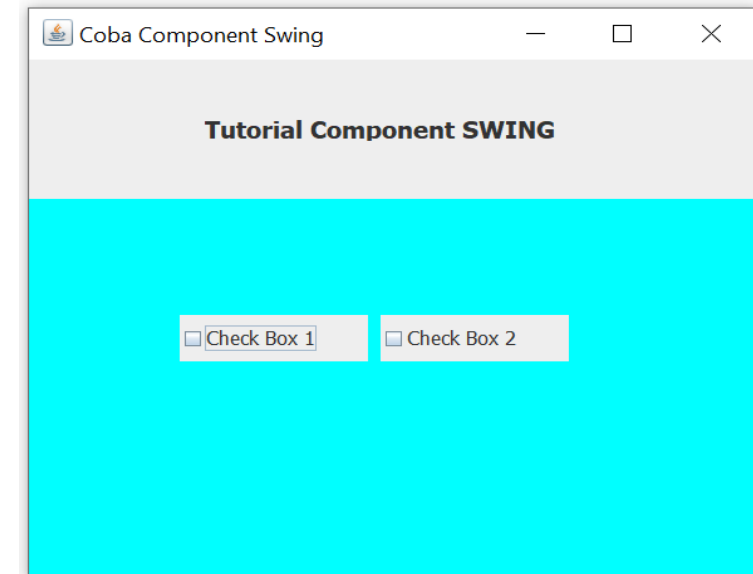 Coba Component Swing
Tutorial Component SWING
Check Box 1 Check Box 2